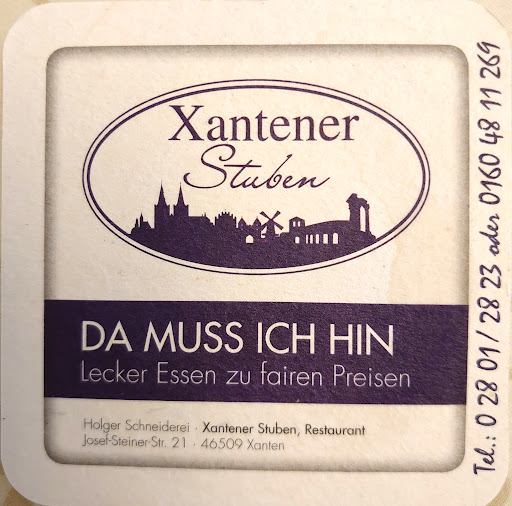 Xantener
Stuben
DA MUSS ICH HIN
Lecker Essen zu fairen Preisen
Holger Schneiderei · Xantener Stuben, Restaurant
Josef-Steiner-Str. 21 · 46509 Xanten
Tel.: 0 28 01/ 28 23 oder 0160 48 11 269